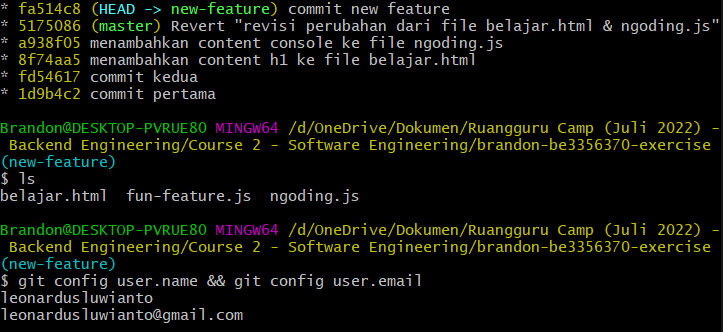 * fa514c8 (HEAD -> new-feature) commit new feature
* 5175086 (master) Revert "revisi perubahan dari file belajar.html & ngoding.js"
* a938f05 menambahkan content console ke file ngoding.js
* 8f74aa5 menambahkan content h1 ke file belajar.html
* fd54617 commit kedua
* 1d9b4c2 commit pertama
Brandon@DESKTOP-PVRUE80 MINGW64 /d/OneDrive/Dokumen/Ruangguru Camp (Juli 2022) -
Backend Engineering/Course 2 - Software Engineering/brandon-be3356370-exercise
(new-feature)
$ ls
belajar.html  fun-feature.js  ngoding.js
Brandon@DESKTOP-PVRUE80 MINGW64 /d/OneDrive/Dokumen/Ruangguru Camp (Juli 2022) -
Backend Engineering/Course 2 - Software Engineering/brandon-be3356370-exercise
(new-feature)
$ git config user.name && git config user.email
leonardusluwianto
leonardusluwianto@gmail.com